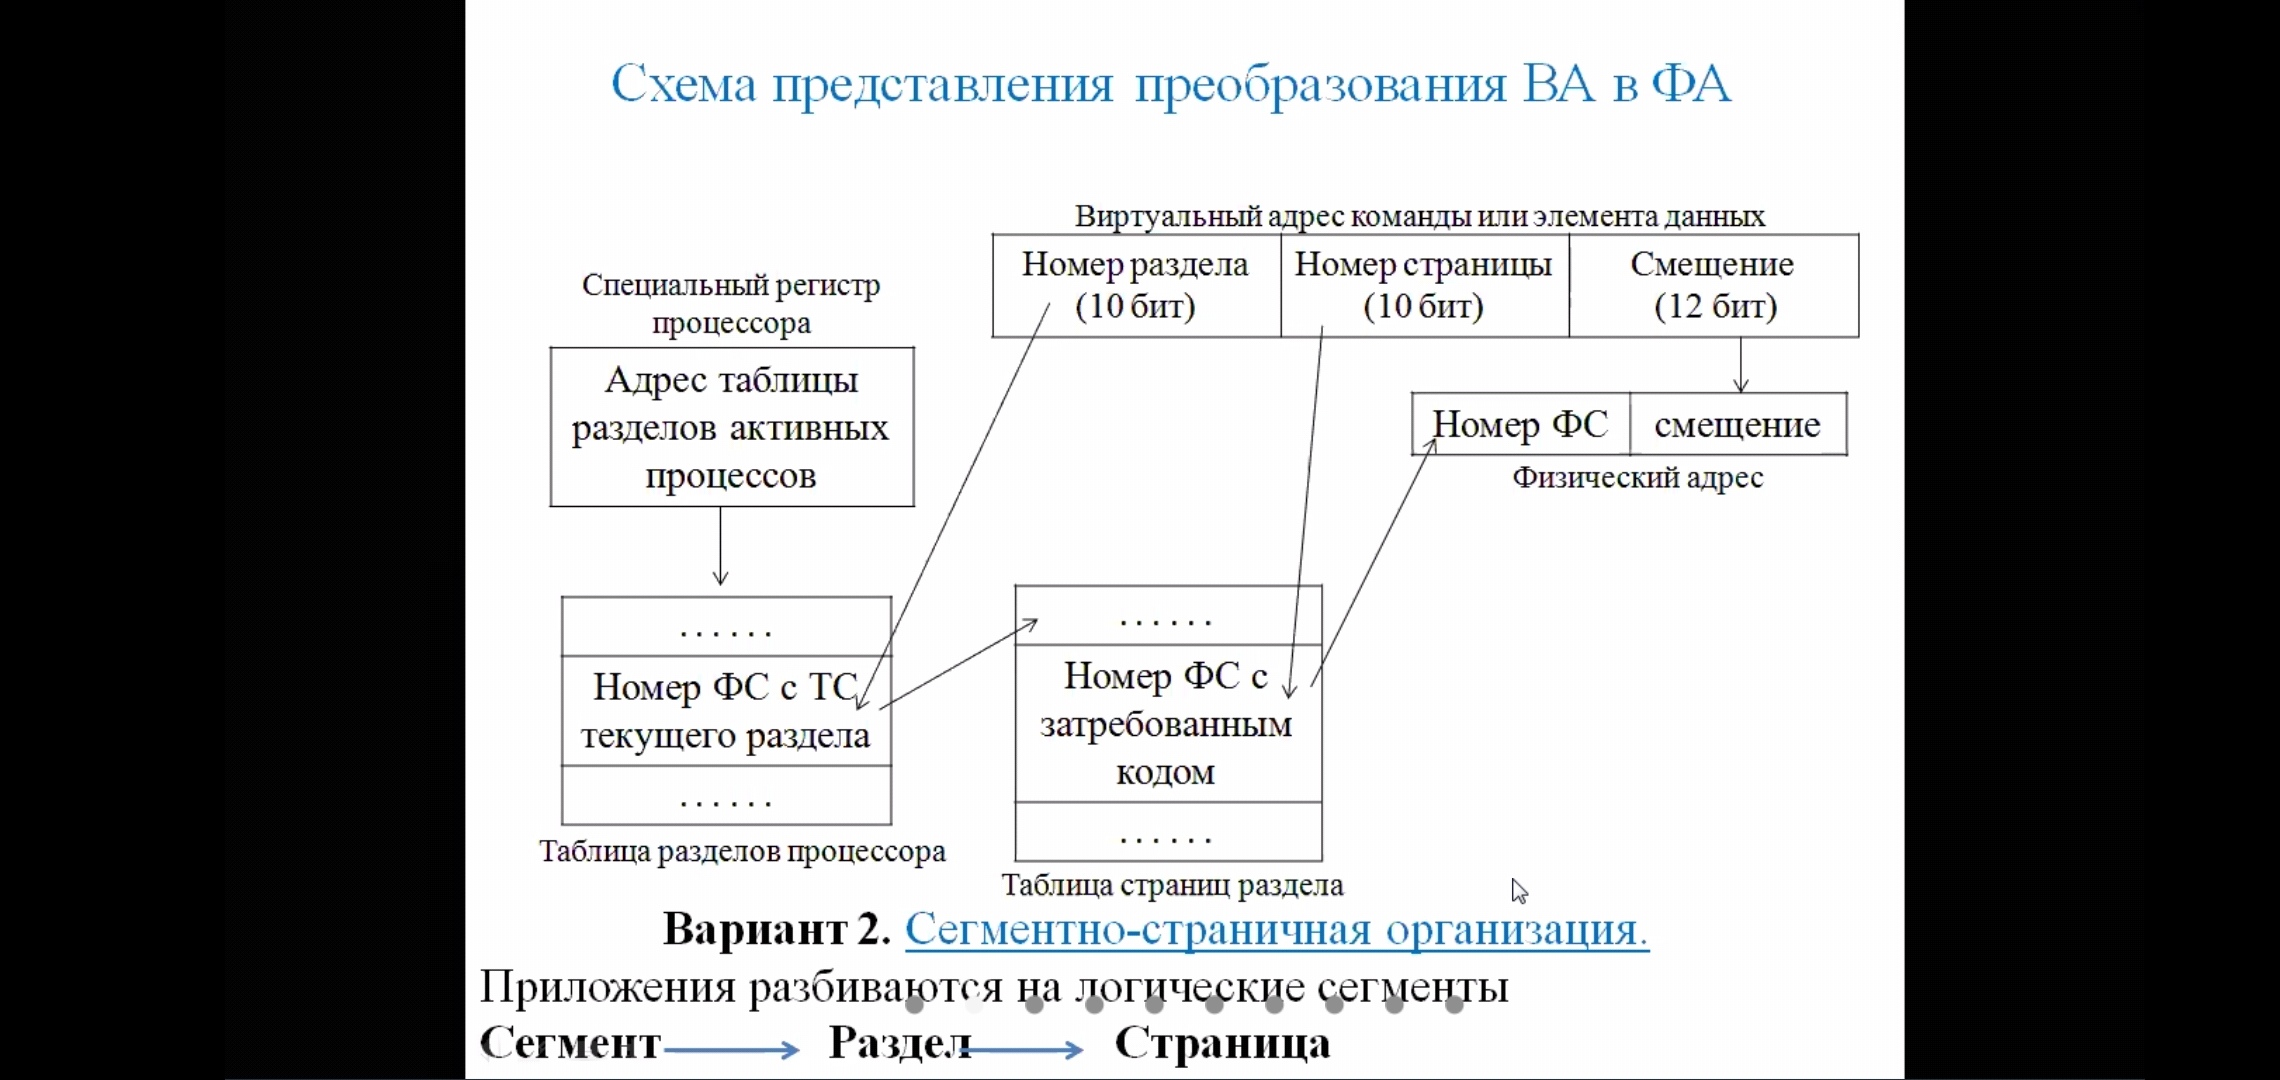 Схема представления преобразования ВА в ФА
Виртуальный адрес команды или элемента данных
Номер раздела
(10 бит)
Номер страницы
(10 бит)
Смещение
(12 бит)
Специальный регистр
процессора
Адрес таблицы
разделов активных
процессов
Номер ФС
смещение
Физический адрес
......
Номер ФС с ТС
текущего раздела
......
Таблица разделов процессора
......
Номер ФС с
затребованным
кодом
......
Таблица страниц раздела
Вариант 2. Сегментно-страничная организация.
Приложения разбиваются на логические сегменты
Сегмент Раздел Страница